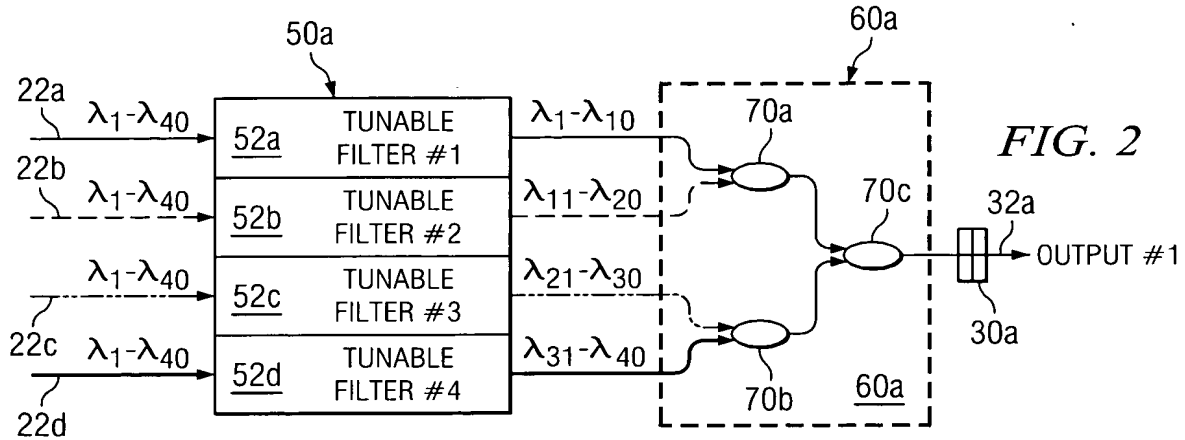 50a
60a
22a
λ1-λ40
52a
TUNABLE
FILTER #1
λ1-λ10
70a
FIG. 2
22b
λ1-λ40
52b
TUNABLE
FILTER #2
λ11-λ20
70c
32a
OUTPUT #1
λ1-λ40
52c
TUNABLE
FILTER #3
λ21-λ30
30a
22c
λ1-λ40
52d
TUNABLE
FILTER #4
λ31-λ40
70b
60a
22d